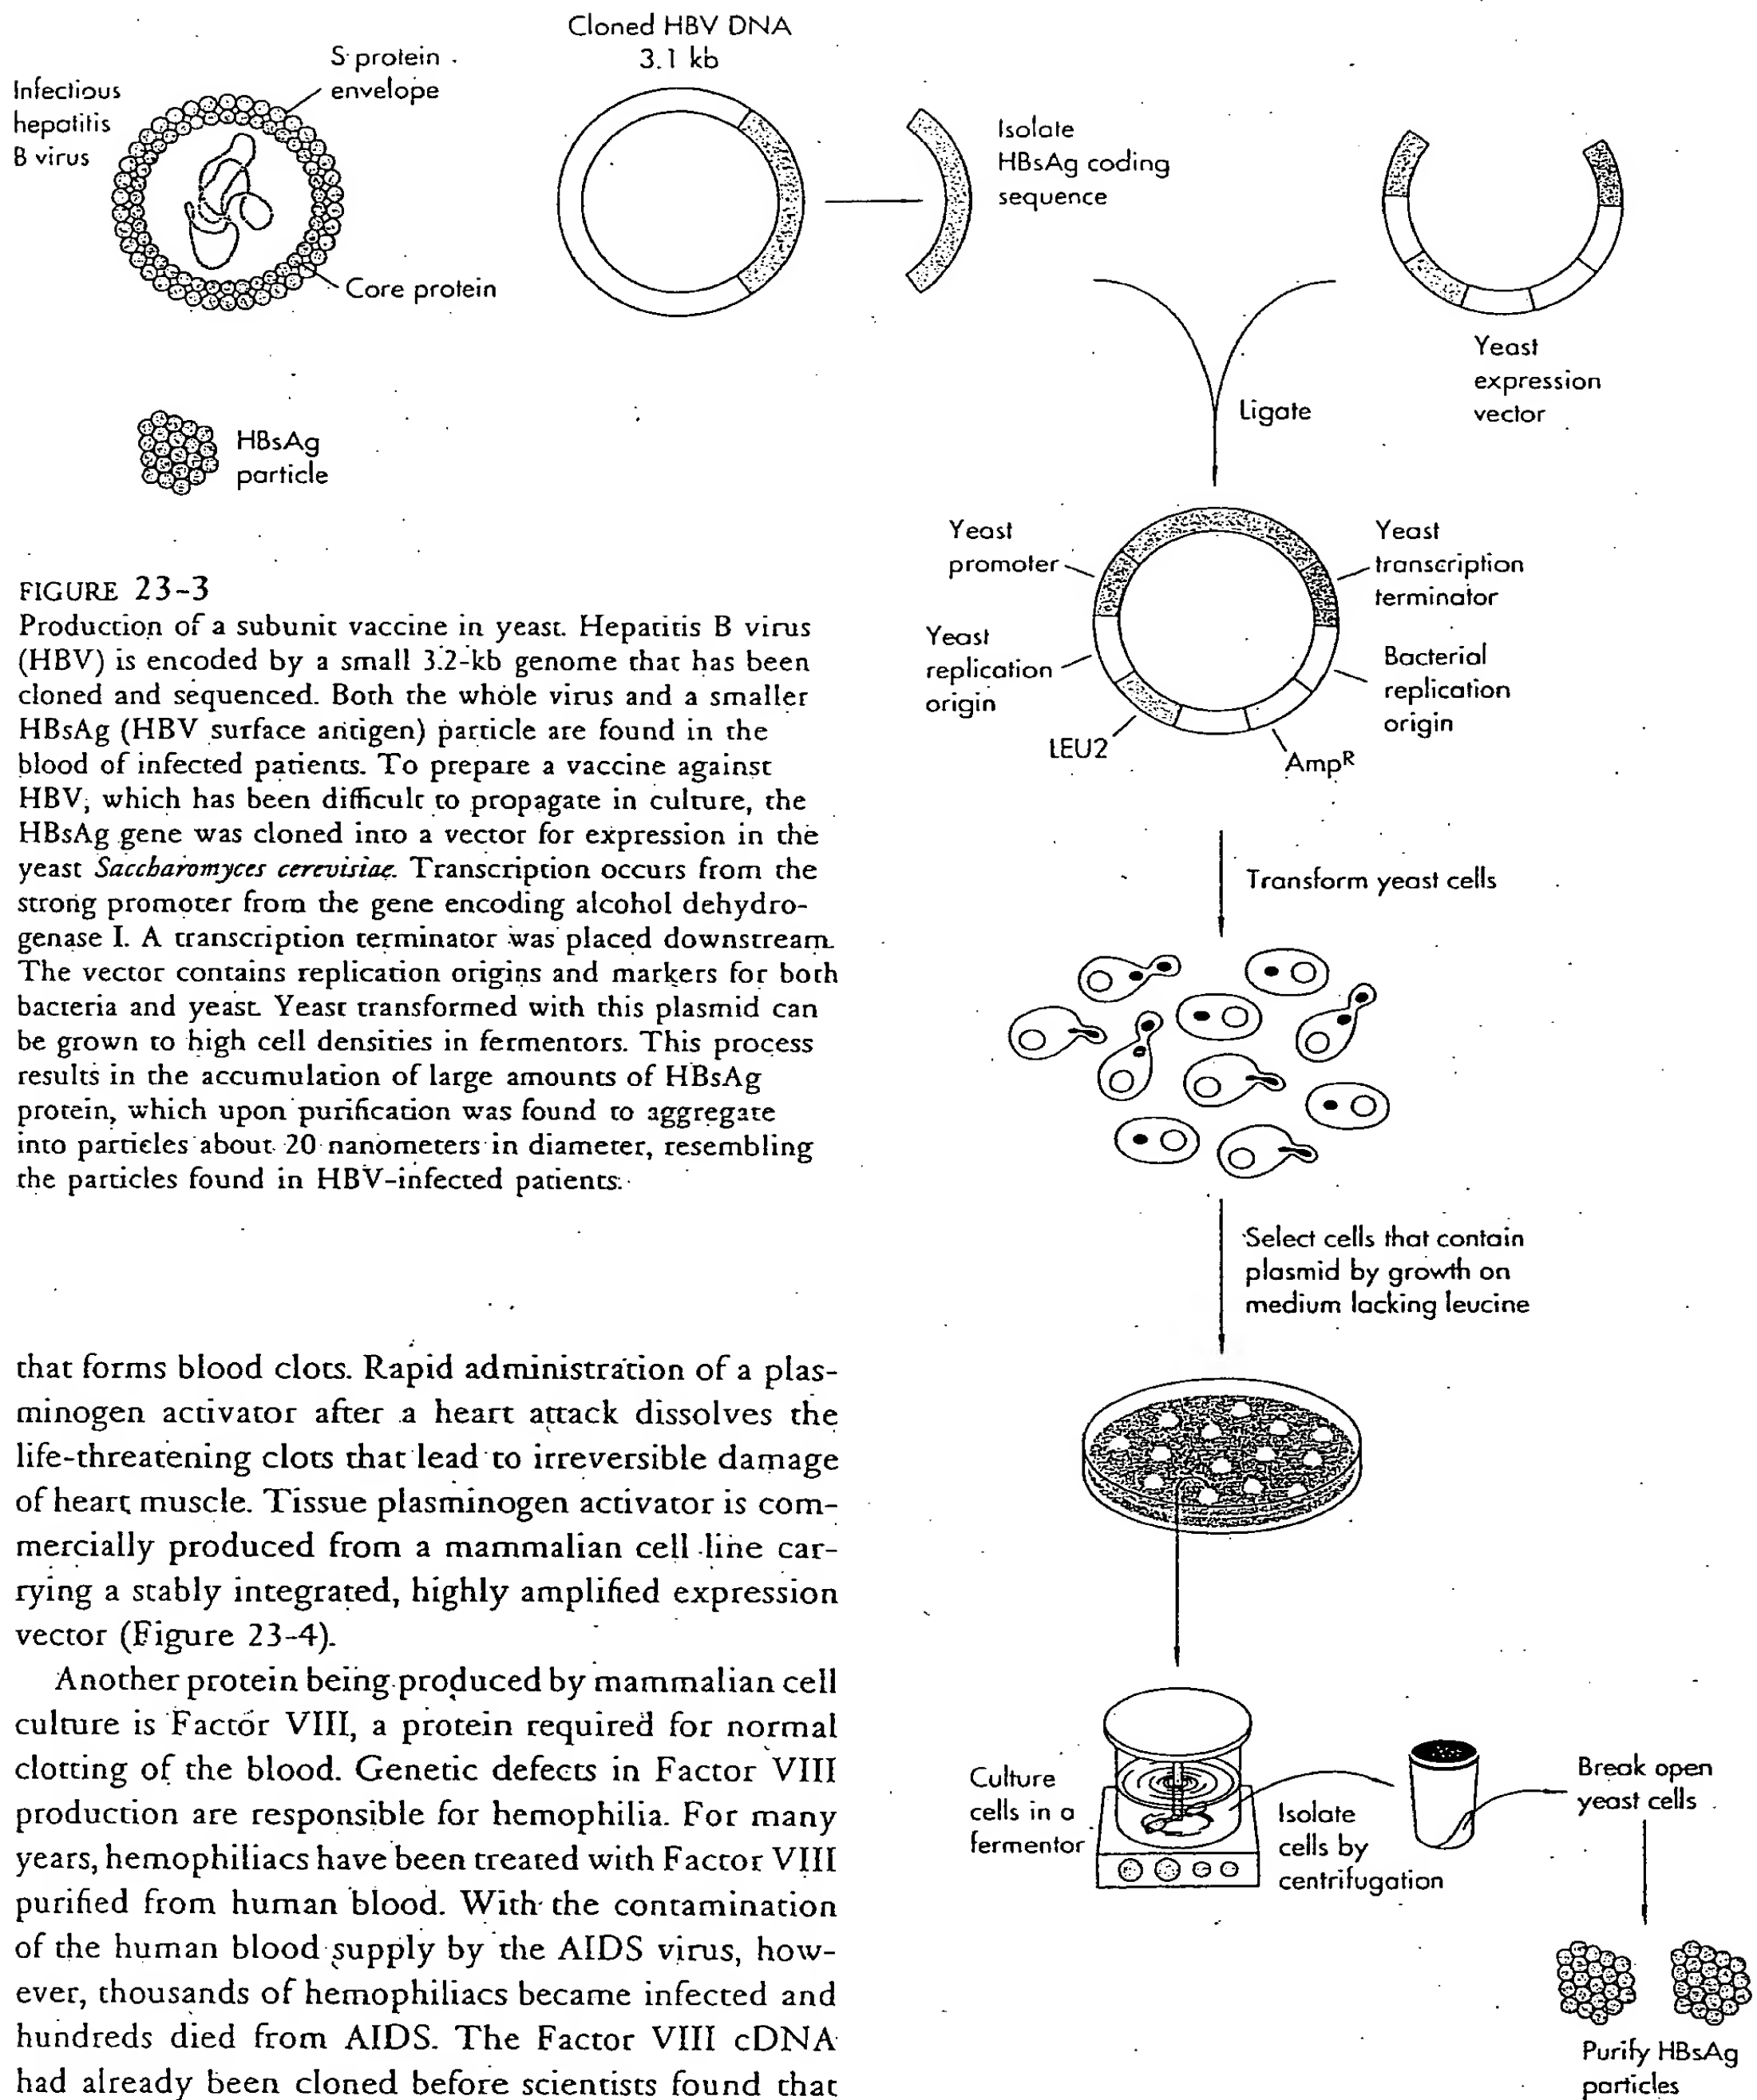 Cloned HBV DNA
3.1 kb
S protein
envelope
Infectious
hepatitis
B virus
Core protein
Isolate
HBsAg coding
sequence
Yeast
expression
vector
Ligate
HBsAg
particle
Yeast
promoter
Yeast
transcription
terminator
Yeast
replication
origin
Bacterial
replication
origin
LEU2
AmpR
FIGURE 23-3
Production of a subunit vaccine in yeast. Hepatitis B virus
(HBV) is encoded by a small 3.2-kb genome that has been
cloned and sequenced. Both the whole virus and a smaller
HBsAg (HBV surface antigen) particle are found in the
blood of infected patients. To prepare a vaccine against
HBV, which has been difficult to propagate in culture, the
HBsAg gene was cloned into a vector for expression in the
yeast Saccharomyces cerevisiae. Transcription occurs from the
strong promoter from the gene encoding alcohol dehydro-
genase I. A transcription terminator was placed downstream.
The vector contains replication origins and markers for both
bacteria and yeast. Yeast transformed with this plasmid can
be grown to high cell densities in fermentors. This process
results in the accumulation of large amounts of HBsAg
protein, which upon purification was found to aggregate
into particles about 20 nanometers in diameter, resembling
the particles found in HBV-infected patients.
Transform yeast cells
Select cells that contain
plasmid by growth on
medium lacking leucine
Culture
cells in a
fermentor
Isolate
cells by
centrifugation
Break open
yeast cells
Purify HBsAg
particles
that forms blood clots. Rapid administration of a plas-
minogen activator after a heart attack dissolves the
life-threatening clots that lead to irreversible damage
of heart muscle. Tissue plasminogen activator is com-
mercially produced from a mammalian cell line car-
rying a stably integrated, highly amplified expression
vector (Figure 23-4).
Another protein being produced by mammalian cell
culture is Factor VIII, a protein required for normal
clotting of the blood. Genetic defects in Factor VIII
production are responsible for hemophilia. For many
years, hemophiliacs have been treated with Factor VIII
purified from human blood. With the contamination
of the human blood supply by the AIDS virus, how-
ever, thousands of hemophiliacs became infected and
hundreds died from AIDS. The Factor VIII cDNA
had already been cloned before scientists found that